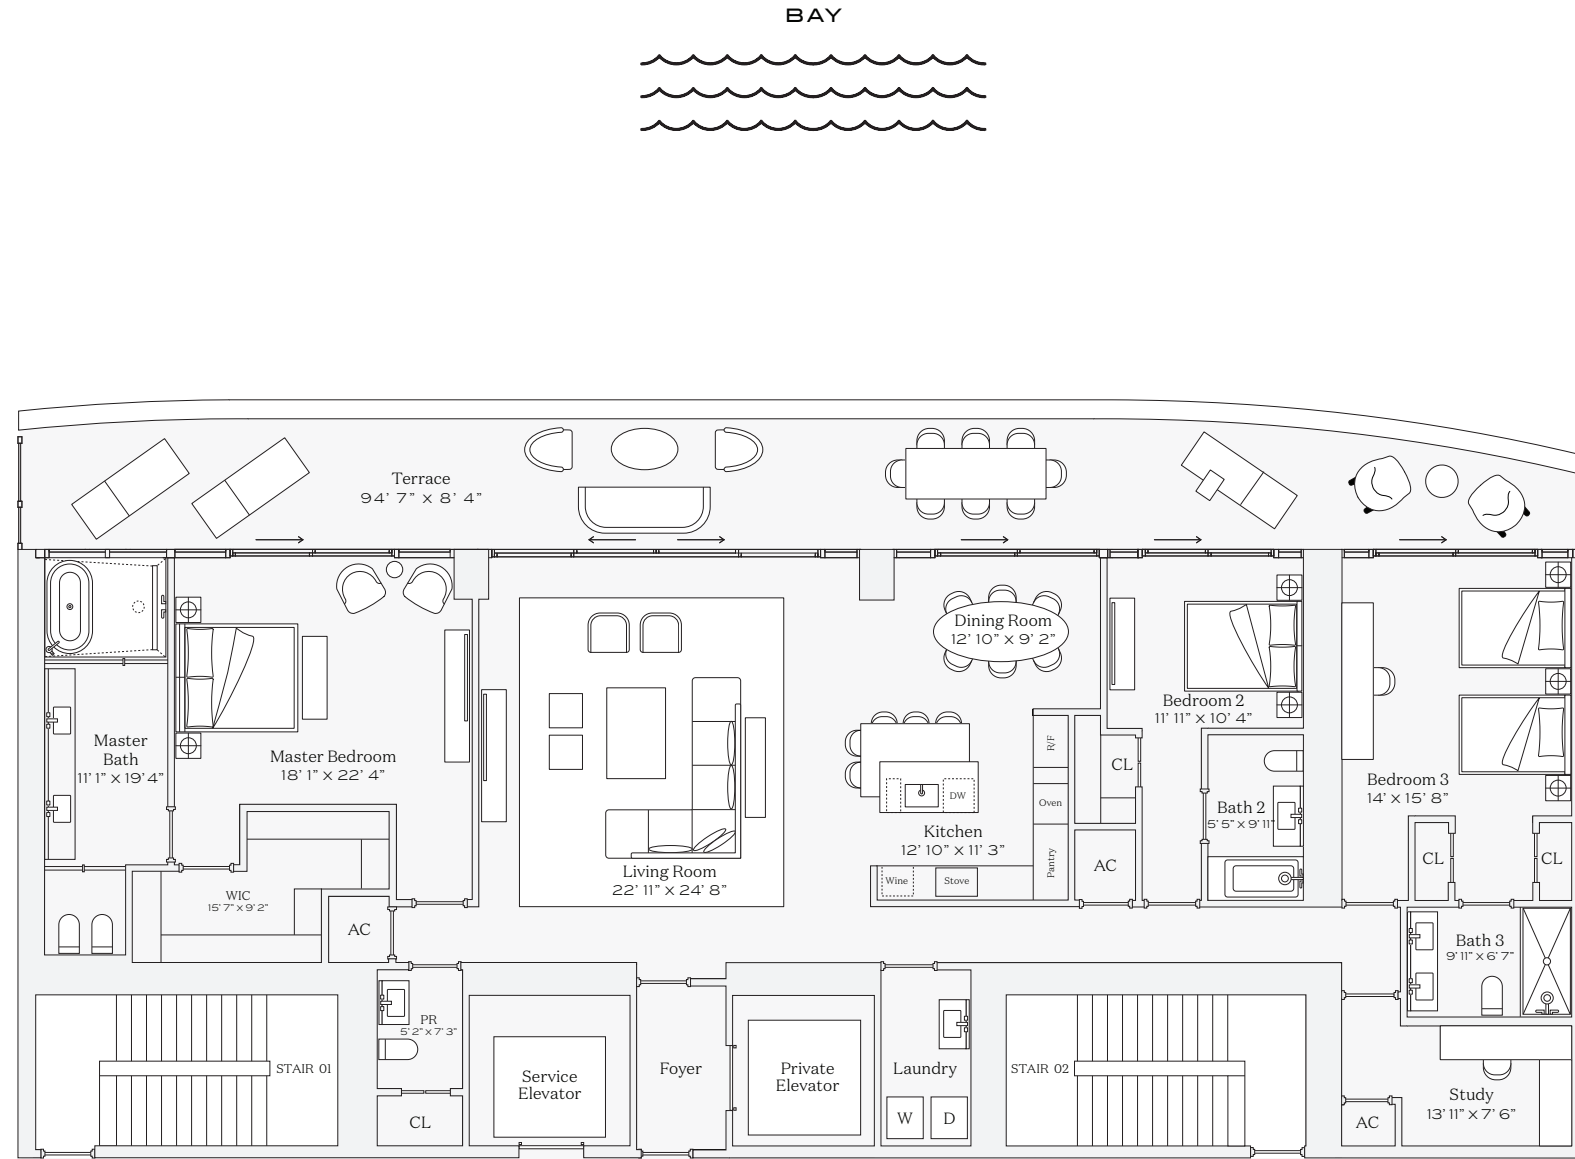 BAY
Terrace
94' 7" X 8' 4"
Master
Bath
11' 1" X 19' 4"
Master Bedroom
18' 1" X 22' 4"
Living Room
22' 11" X 24' 8"
Dining Room
12' 10" X 9' 2"
Kitchen
12' 10" X 11' 3"
R/F
Oven
Pantry
DW
Wine
Stove
CL
AC
Bedroom 2
11' 11" X 10' 4"
Bath 2
5' 5" X 9' 11"
Bedroom 3
14' X 15' 8"
CL
CL
WIC
15' 7" X 9' 2"
AC
Bath 3
9' 11" X 6' 7"
STAIR 01
PR
5' 2" X 7' 3"
CL
Service
Elevator
Foyer
Private
Elevator
Laundry
W
D
STAIR 02
Study
13' 11" X 7' 6"
AC